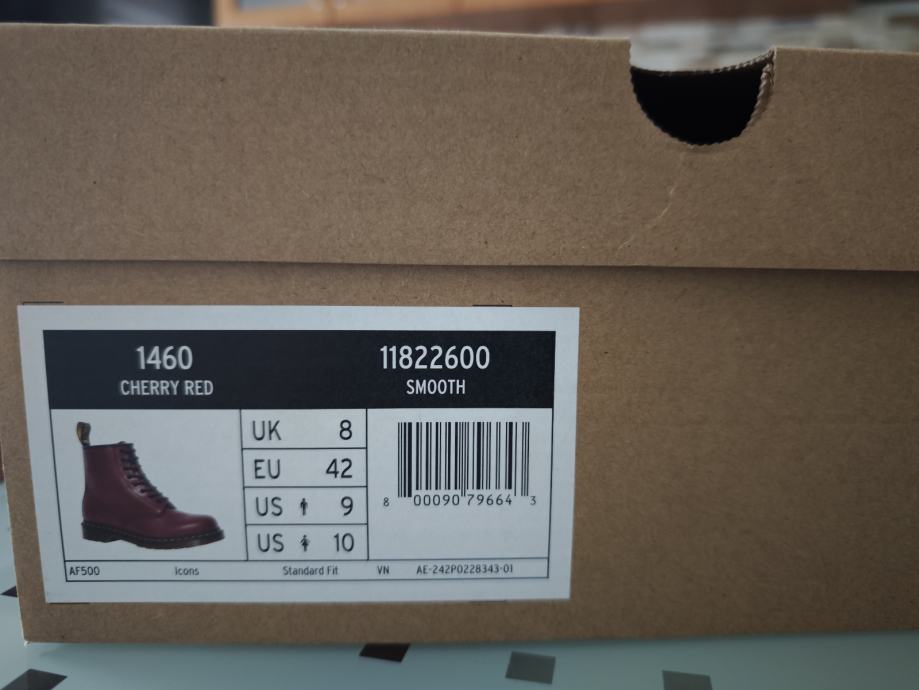 1460 11822600
CHERRY RED SMOOTH
UK 8
EU 42
US 9
US 10
8 00090 79664 3
AF500 Icons Standard Fit VN AE-242P0228343-01